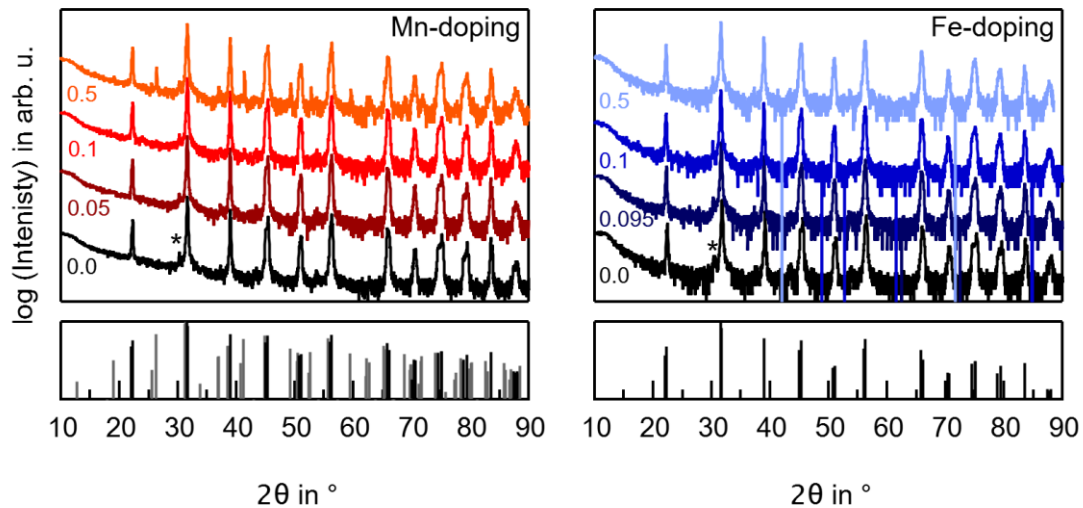 log (Intenisty) in arb. u.
Mn-doping
0.5
0.1
0.05
*
0.0
10 20 30 40 50 60 70 80 90
2θ in °
Fe-doping
0.5
0.1
0.095
*
0.0
10 20 30 40 50 60 70 80 90
2θ in °